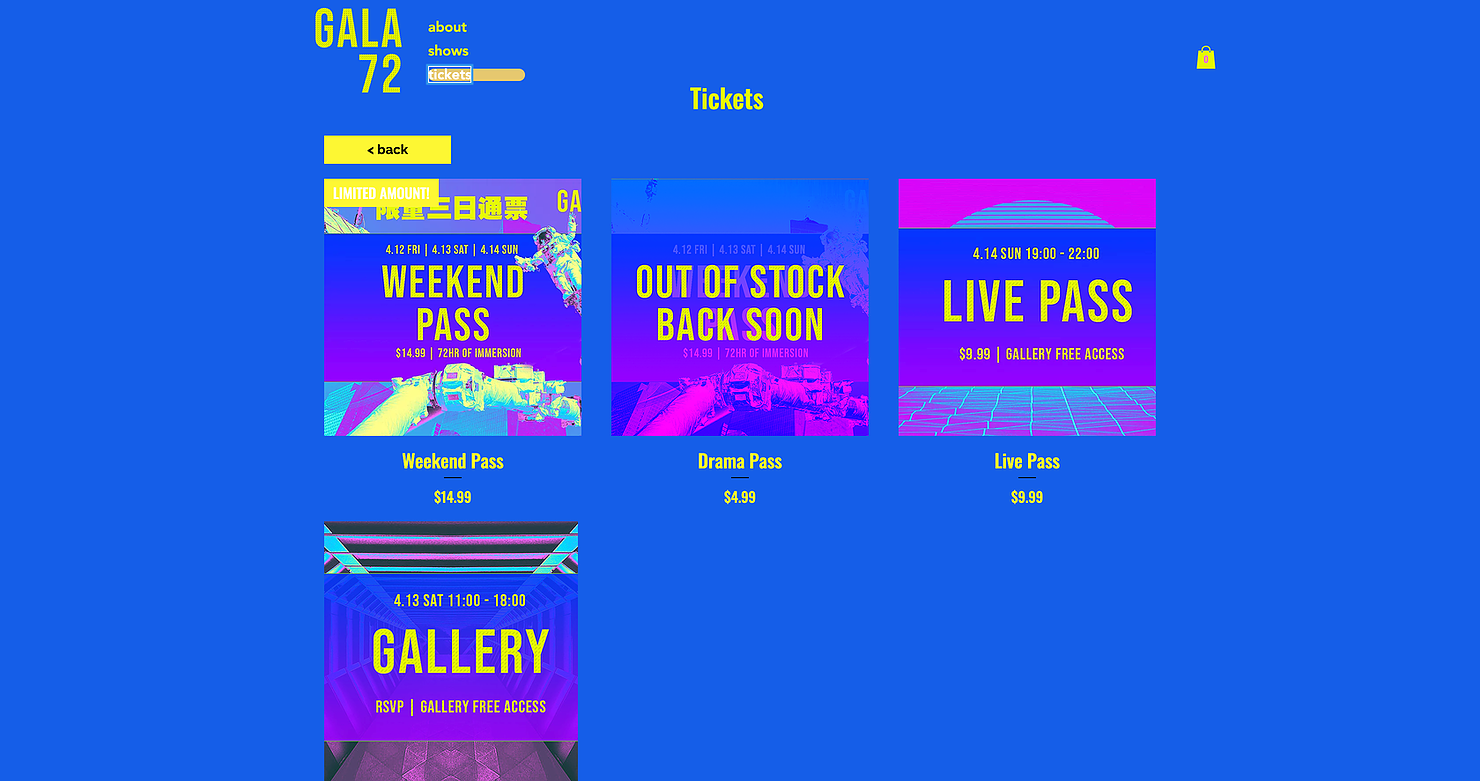 GALA
72
about
shows
tickets
0
Tickets
< back
LIMITED AMOUNT!
限量三日通票
GA
4.12 FRI | 4.13 SAT | 4.14 SUN
WEEKEND
PASS
$14.99 | 72HR OF IMMERSION
GA
4.12 FRI | 4.13 SAT | 4.14 SUN
OUT OF STOCK
BACK SOON
$14.99 | 72HR OF IMMERSION
4.14 SUN 19:00 - 22:00
LIVE PASS
$9.99 | GALLERY FREE ACCESS
Weekend Pass
$14.99
Drama Pass
$4.99
Live Pass
$9.99
4.13 SAT 11:00 - 18:00
GALLERY
RSVP | GALLERY FREE ACCESS